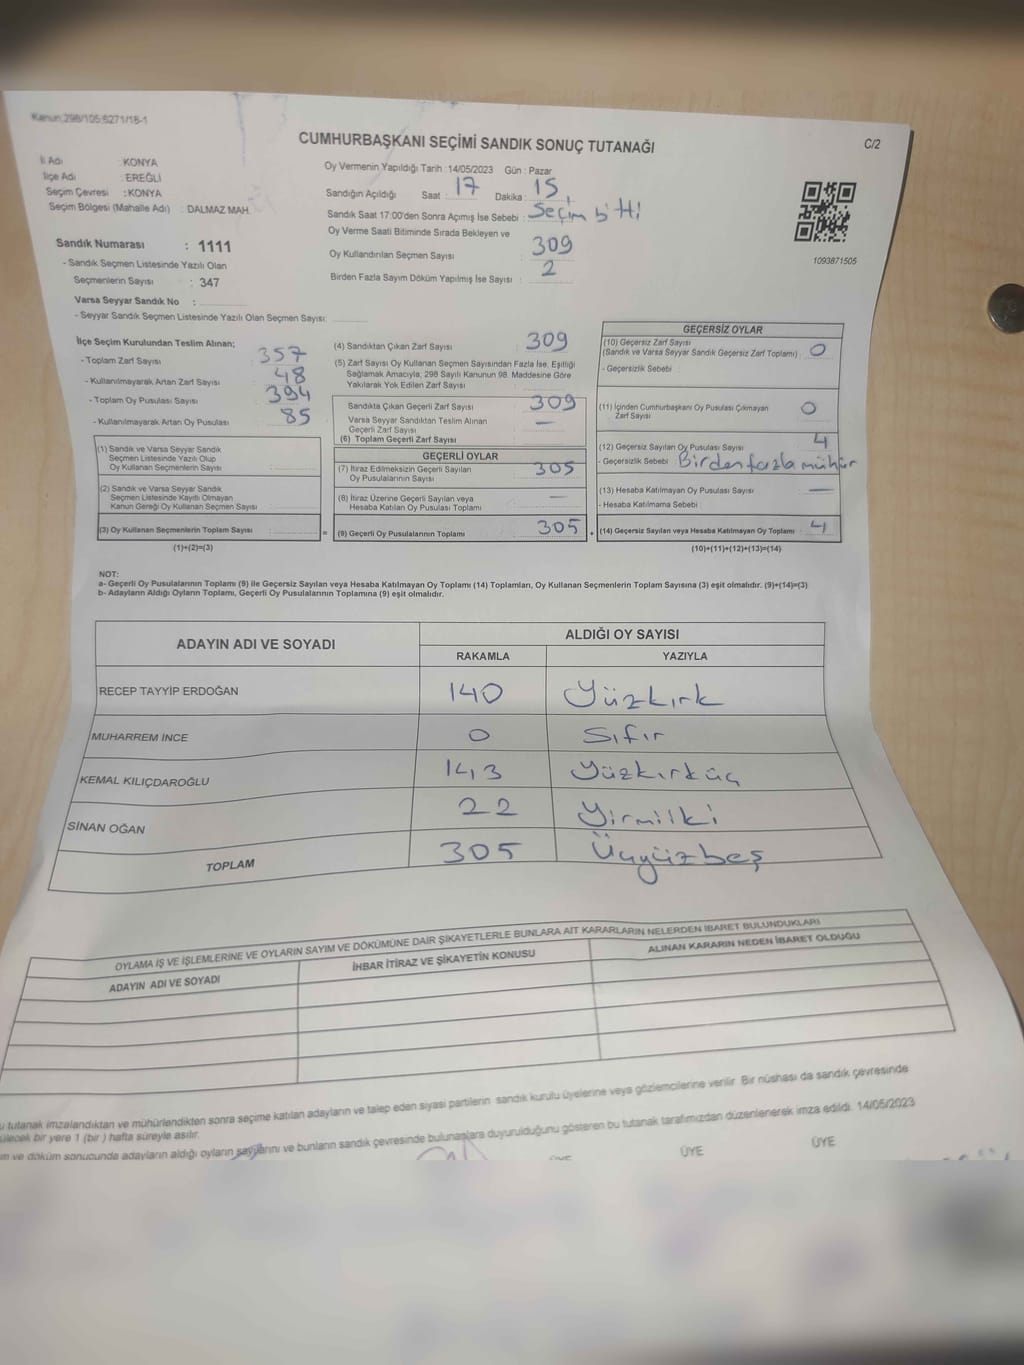 Kanun;298/105;6271/18-1
CUMHURBAŞKANI SEÇİMİ SANDIK SONUÇ TUTANAĞI
C/2
İl Adı : KONYA
İlçe Adı : EREĞLİ
Seçim Çevresi : KONYA
Seçim Bölgesi (Mahalle Adı) : DALMAZ MAH.
Oy Vermenin Yapıldığı Tarih : 14/05/2023 Gün : Pazar
Sandığın Açıldığı Saat : 17 Dakika : 15
Sandık Saat 17:00'den Sonra Açımış İse Sebebi : Seçim bitti
Oy Verme Saati Bitiminde Sırada Bekleyen ve
Oy Kullandırılan Seçmen Sayısı : 309
Birden Fazla Sayım Döküm Yapılmış İse Sayısı : 2
1093871505
Sandık Numarası : 1111
- Sandık Seçmen Listesinde Yazılı Olan
Seçmenlerin Sayısı : 347
Varsa Seyyar Sandık No :
- Seyyar Sandık Seçmen Listesinde Yazılı Olan Seçmen Sayısı:
İlçe Seçim Kurulundan Teslim Alınan;
- Toplam Zarf Sayısı : 357
- Kullanılmayarak Artan Zarf Sayısı : 48
- Toplam Oy Pusulası Sayısı : 394
- Kullanılmayarak Artan Oy Pusulası : 85
(1) Sandık ve Varsa Seyyar Sandık
Seçmen Listesinde Yazılı Olup
Oy Kullanan Seçmenlerin Sayısı :
(2) Sandık ve Varsa Seyyar Sandık
Seçmen Listesinde Kayıtlı Olmayan
Kanun Gereği Oy Kullanan Seçmen Sayısı :
(3) Oy Kullanan Seçmenlerin Toplam Sayısı :
(1)+(2)=(3)
=
(4) Sandıktan Çıkan Zarf Sayısı : 309
(5) Zarf Sayısı Oy Kullanan Seçmen Sayısından Fazla İse, Eşitliği
Sağlamak Amacıyla, 298 Sayılı Kanunun 98. Maddesine Göre
Yakılarak Yok Edilen Zarf Sayısı :
Sandıkta Çıkan Geçerli Zarf Sayısı : 309
Varsa Seyyar Sandıktan Teslim Alınan
Geçerli Zarf Sayısı : —
(6) Toplam Geçerli Zarf Sayısı
GEÇERLİ OYLAR
(7) İtiraz Edilmeksizin Geçerli Sayılan
Oy Pusulalarının Sayısı : 305
(8) İtiraz Üzerine Geçerli Sayılan veya
Hesaba Katılan Oy Pusulası Toplamı : —
(9) Geçerli Oy Pusulalarının Toplamı : 305
+
GEÇERSİZ OYLAR
(10) Geçersiz Zarf Sayısı
(Sandık ve Varsa Seyyar Sandık Geçersiz Zarf Toplamı) : 0
- Geçersizlik Sebebi :
(11) İçinden Cumhurbaşkanı Oy Pusulası Çıkmayan
Zarf Sayısı : 0
(12) Geçersiz Sayılan Oy Pusulası Sayısı : 4
- Geçersizlik Sebebi : Birden fazla mühür
(13) Hesaba Katılmayan Oy Pusulası Sayısı : —
- Hesaba Katılmama Sebebi :
(14) Geçersiz Sayılan veya Hesaba Katılmayan Oy Toplamı : 4
(10)+(11)+(12)+(13)=(14)
NOT:
a- Geçerli Oy Pusulalarının Toplamı (9) ile Geçersiz Sayılan veya Hesaba Katılmayan Oy Toplamı (14) Toplamları, Oy Kullanan Seçmenlerin Toplam Sayısına (3) eşit olmalıdır. (9)+(14)=(3)
b- Adayların Aldığı Oyların Toplamı, Geçerli Oy Pusulalarının Toplamına (9) eşit olmalıdır.
ADAYIN ADI VE SOYADI
ALDIĞI OY SAYISI
RAKAMLA YAZIYLA
RECEP TAYYİP ERDOĞAN 140 Yüzkırk
MUHARREM İNCE 0 Sıfır
KEMAL KILIÇDAROĞLU 143 Yüzkırküç
SİNAN OĞAN 22 Yirmiİki
TOPLAM 305 Üçyüzbeş
OYLAMA İŞ VE İŞLEMLERİNE VE OYLARIN SAYIM VE DÖKÜMÜNE DAİR ŞİKAYETLERLE BUNLARA AİT KARARLARIN NELERDEN İBARET BULUNDUKLARI
ADAYIN ADI VE SOYADI İHBAR İTİRAZ VE ŞİKAYETİN KONUSU ALINAN KARARIN NEDEN İBARET OLDUĞU
tutanak imzalandıktan ve mühürlendikten sonra seçime katılan adayların ve talep eden siyasi partilerin sandık kurulu üyelerine veya gözlemcilerine verilir. Bir nüshası da sandık çevresinde
bir yere 1 (bir) hafta süreyle asılır.
ve döküm sonucunda adayların aldığı oyların sayılarını ve bunların sandık çevresinde bulunanlara duyurulduğunu gösteren bu tutanak tarafımızdan düzenlenerek imza edildi. 14/05/2023
ÜYE ÜYE